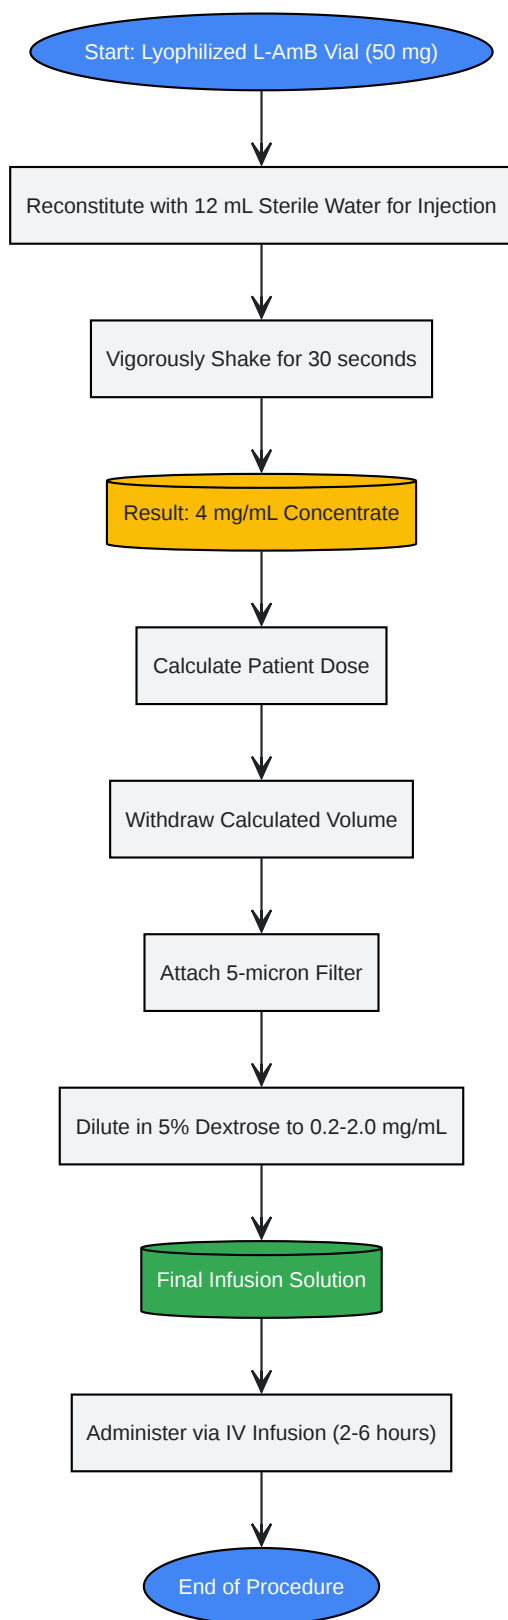 Start: Lyophilized L-AmB Vial (50 mg)
Reconstitute with 12 mL Sterile Water for Injection
Vigorously Shake for 30 seconds
Result: 4 mg/mL Concentrate
Calculate Patient Dose
Withdraw Calculated Volume
Attach 5-micron Filter
Dilute in 5% Dextrose to 0.2-2.0 mg/mL
Final Infusion Solution
Administer via IV Infusion (2-6 hours)
End of Procedure